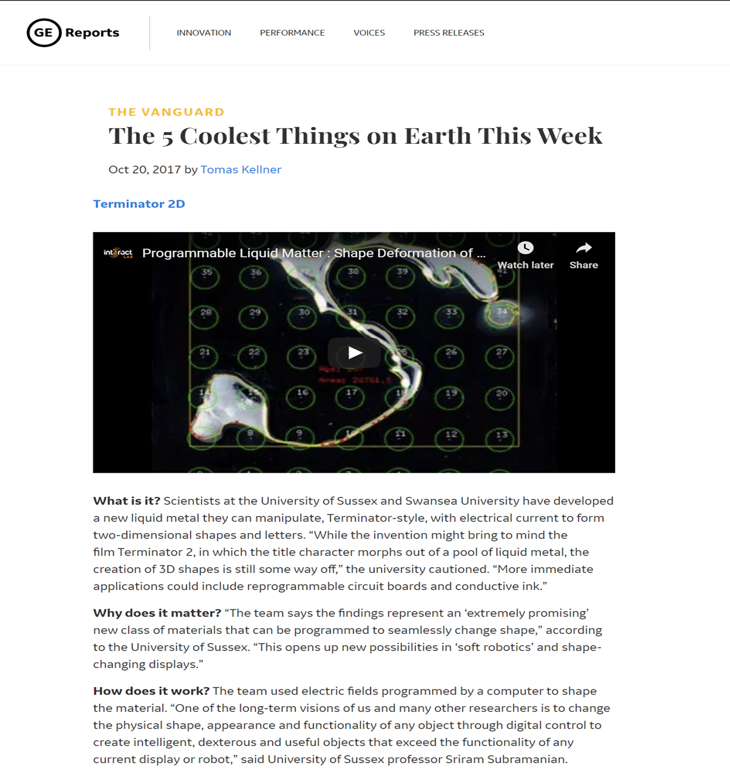 GE Reports
INNOVATION PERFORMANCE VOICES PRESS RELEASES
THE VANGUARD
The 5 Coolest Things on Earth This Week
Oct 20, 2017 by Tomas Kellner
Terminator 2D
interact Programmable Liquid Matter : Shape Deformation of ...
Watch later Share
35 36 38 39
28 29 30 31 32 33 34
21 22 23 26 27
14 16 17 18 19 20
8 9 11 12 13
What is it? Scientists at the University of Sussex and Swansea University have developed
a new liquid metal they can manipulate, Terminator-style, with electrical current to form
two-dimensional shapes and letters. “While the invention might bring to mind the
film Terminator 2, in which the title character morphs out of a pool of liquid metal, the
creation of 3D shapes is still some way off,” the university cautioned. “More immediate
applications could include reprogrammable circuit boards and conductive ink.”
Why does it matter? “The team says the findings represent an ‘extremely promising’
new class of materials that can be programmed to seamlessly change shape,” according
to the University of Sussex. “This opens up new possibilities in ‘soft robotics’ and shape-
changing displays.”
How does it work? The team used electric fields programmed by a computer to shape
the material. “One of the long-term visions of us and many other researchers is to change
the physical shape, appearance and functionality of any object through digital control to
create intelligent, dexterous and useful objects that exceed the functionality of any
current display or robot,” said University of Sussex professor Sriram Subramanian.